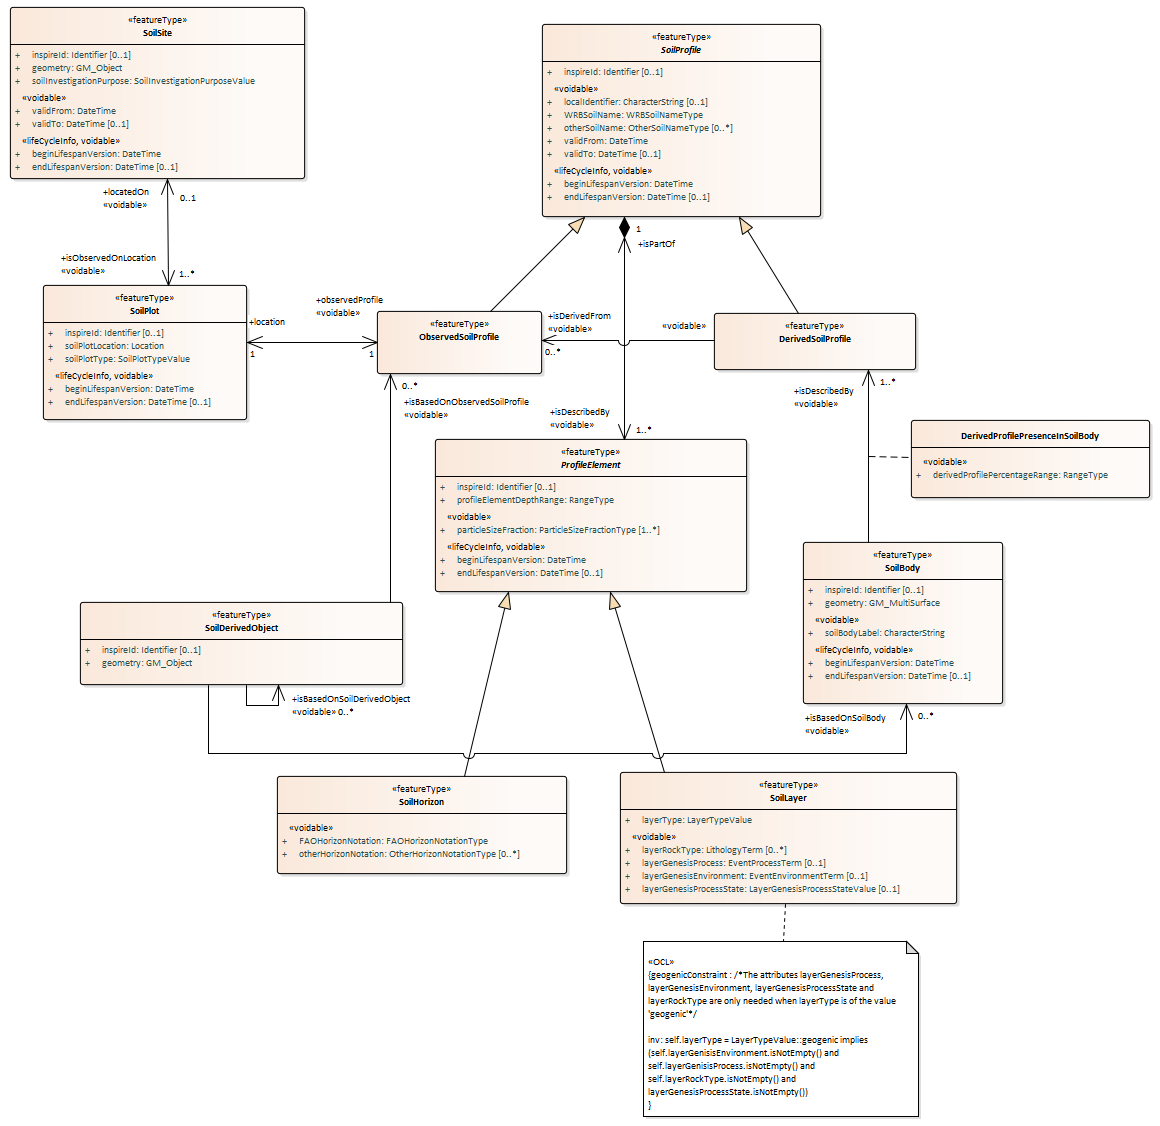 «featureType»
SoilSite
+ inspireId: Identifier [0..1]
+ geometry: GM_Object
+ soilInvestigationPurpose: SoilInvestigationPurposeValue
«voidable»
+ validFrom: DateTime
+ validTo: DateTime [0..1]
«lifeCycleInfo, voidable»
+ beginLifespanVersion: DateTime
+ endLifespanVersion: DateTime [0..1]
«featureType»
SoilProfile
+ inspireId: Identifier [0..1]
«voidable»
+ localIdentifier: CharacterString [0..1]
+ WRBSoilName: WRBSoilNameType
+ otherSoilName: OtherSoilNameType [0..*]
+ validFrom: DateTime
+ validTo: DateTime [0..1]
«lifeCycleInfo, voidable»
+ beginLifespanVersion: DateTime
+ endLifespanVersion: DateTime [0..1]
+locatedOn
«voidable»
0..1
+isObservedOnLocation
«voidable»
1..*
1
+isPartOf
«featureType»
SoilPlot
+ inspireId: Identifier [0..1]
+ soilPlotLocation: Location
+ soilPlotType: SoilPlotTypeValue
«lifeCycleInfo, voidable»
+ beginLifespanVersion: DateTime
+ endLifespanVersion: DateTime [0..1]
+location
1
+observedProfile
«voidable»
1
«featureType»
ObservedSoilProfile
+isDerivedFrom
«voidable»
0..*
«voidable»
«featureType»
DerivedSoilProfile
0..*
+isBasedOnObservedSoilProfile
«voidable»
+isDescribedBy
«voidable»
1..*
+isDescribedBy
«voidable»
1..*
DerivedProfilePresenceInSoilBody
«voidable»
+ derivedProfilePercentageRange: RangeType
«featureType»
ProfileElement
+ inspireId: Identifier [0..1]
+ profileElementDepthRange: RangeType
«voidable»
+ particleSizeFraction: ParticleSizeFractionType [1..*]
«lifeCycleInfo, voidable»
+ beginLifespanVersion: DateTime
+ endLifespanVersion: DateTime [0..1]
«featureType»
SoilBody
+ inspireId: Identifier [0..1]
+ geometry: GM_MultiSurface
«voidable»
+ soilBodyLabel: CharacterString
«lifeCycleInfo, voidable»
+ beginLifespanVersion: DateTime
+ endLifespanVersion: DateTime [0..1]
«featureType»
SoilDerivedObject
+ inspireId: Identifier [0..1]
+ geometry: GM_Object
+isBasedOnSoilDerivedObject
«voidable» 0..*
+isBasedOnSoilBody
«voidable»
0..*
«featureType»
SoilHorizon
«voidable»
+ FAOHorizonNotation: FAOHorizonNotationType
+ otherHorizonNotation: OtherHorizonNotationType [0..*]
«featureType»
SoilLayer
+ layerType: LayerTypeValue
«voidable»
+ layerRockType: LithologyTerm [0..*]
+ layerGenesisProcess: EventProcessTerm [0..1]
+ layerGenesisEnvironment: EventEnvironmentTerm [0..1]
+ layerGenesisProcessState: LayerGenesisProcessStateValue [0..1]
«OCL»
{geogenicConstraint : /*The attributes layerGenesisProcess,
layerGenesisEnvironment, layerGenesisProcessState and
layerRockType are only needed when layerType is of the value
'geogenic'*/
inv: self.layerType = LayerTypeValue::geogenic implies
(self.layerGenisisEnvironment.isNotEmpty() and
self.layerGenisisProcess.isNotEmpty() and
self.layerRockType.isNotEmpty() and
layerGenesisProcessState.isNotEmpty())
}